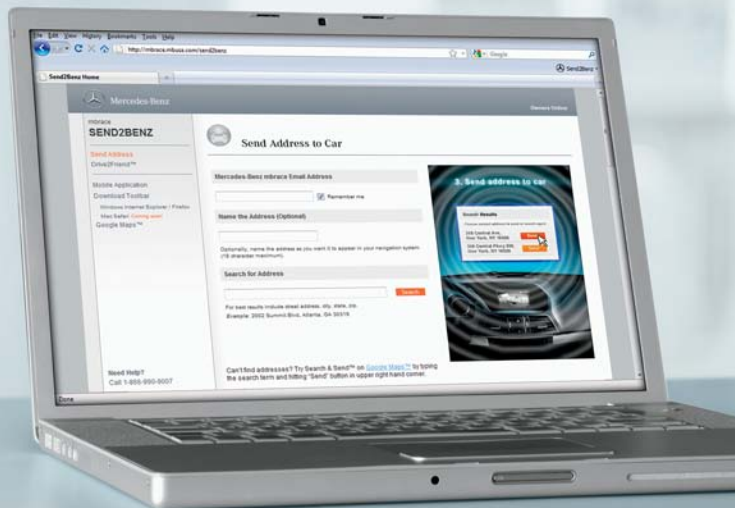 File Edit View History Bookmarks Tools Help
http://mbrace.mbusa.com/send2benz
Google
Send2Benz
Send2Benz Home
Mercedes-Benz
Owners Online
mbrace
SEND2BENZ
Send Address
Drive2Friend™
Mobile Application
Download Toolbar
Windows Internet Explorer / Firefox
Mac Safari Coming soon!
Google Maps™
Need Help?
Call 1-866-990-9007
Send Address to Car
Mercedes-Benz mbrace Email Address
Remember me
Name the Address (Optional)
Optionally, name the address as you want it to appear in your navigation system
(18 character maximum).
Search for Address
Search
For best results include street address, city, state, zip.
Example: 2002 Summit Blvd, Atlanta, GA 30319
Can't find addresses? Try Search & Send™ on Google Maps™ by typing
the search term and hitting "Send" button in upper right hand corner.
3. Send address to car
Search Results
Send
Done